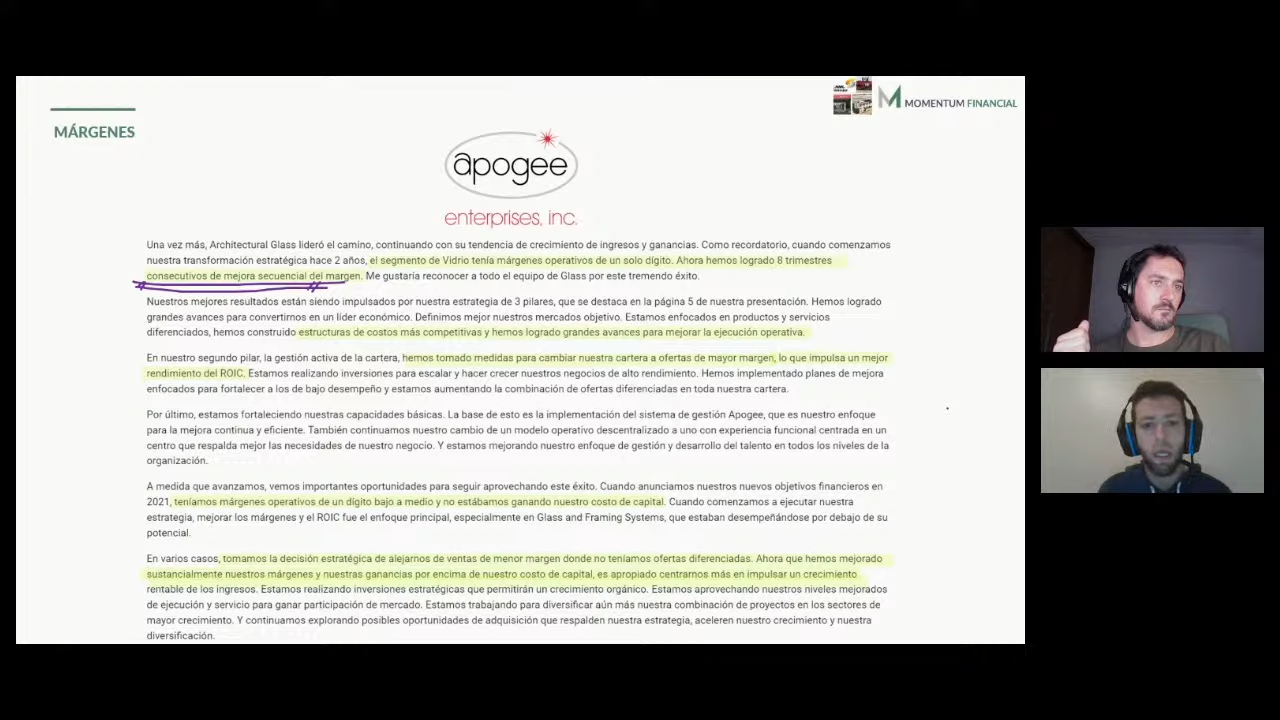 MÁRGENES
MOMENTUM FINANCIAL
apogee
enterprises, inc.
Una vez más, Architectural Glass lideró el camino, continuando con su tendencia de crecimiento de ingresos y ganancias. Como recordatorio, cuando comenzamos
nuestra transformación estratégica hace 2 años, el segmento de Vidrio tenía márgenes operativos de un solo dígito. Ahora hemos logrado 8 trimestres
consecutivos de mejora secuencial del margen. Me gustaría reconocer a todo el equipo de Glass por este tremendo éxito.
Nuestros mejores resultados están siendo impulsados por nuestra estrategia de 3 pilares, que se destaca en la página 5 de nuestra presentación. Hemos logrado
grandes avances para convertirnos en un líder económico. Definimos mejor nuestros mercados objetivo. Estamos enfocados en productos y servicios
diferenciados, hemos construido estructuras de costos más competitivas y hemos logrado grandes avances para mejorar la ejecución operativa.
En nuestro segundo pilar, la gestión activa de la cartera, hemos tomado medidas para cambiar nuestra cartera a ofertas de mayor margen, lo que impulsa un mejor
rendimiento del ROIC. Estamos realizando inversiones para escalar y hacer crecer nuestros negocios de alto rendimiento. Hemos implementado planes de mejora
enfocados para fortalecer a los de bajo desempeño y estamos aumentando la combinación de ofertas diferenciadas en toda nuestra cartera.
Por último, estamos fortaleciendo nuestras capacidades básicas. La base de esto es la implementación del sistema de gestión Apogee, que es nuestro enfoque
para la mejora continua y eficiente. También continuamos nuestro cambio de un modelo operativo descentralizado a uno con experiencia funcional centrada en un
centro que respalda mejor las necesidades de nuestro negocio. Y estamos mejorando nuestro enfoque de gestión y desarrollo del talento en todos los niveles de la
organización.
A medida que avanzamos, vemos importantes oportunidades para seguir aprovechando este éxito. Cuando anunciamos nuestros nuevos objetivos financieros en
2021, teníamos márgenes operativos de un dígito bajo a medio y no estábamos ganando nuestro costo de capital. Cuando comenzamos a ejecutar nuestra
estrategia, mejorar los márgenes y el ROIC fue el enfoque principal, especialmente en Glass and Framing Systems, que estaban desempeñándose por debajo de su
potencial.
En varios casos, tomamos la decisión estratégica de alejarnos de ventas de menor margen donde no teníamos ofertas diferenciadas. Ahora que hemos mejorado
sustancialmente nuestros márgenes y nuestras ganancias por encima de nuestro costo de capital, es apropiado centrarnos más en impulsar un crecimiento
rentable de los ingresos. Estamos realizando inversiones estratégicas que permitirán un crecimiento orgánico. Estamos aprovechando nuestros niveles mejorados
de ejecución y servicio para ganar participación de mercado. Estamos trabajando para diversificar aún más nuestra combinación de proyectos en los sectores de
mayor crecimiento. Y continuamos explorando posibles oportunidades de adquisición que respalden nuestra estrategia, aceleren nuestro crecimiento y nuestra
diversificación.